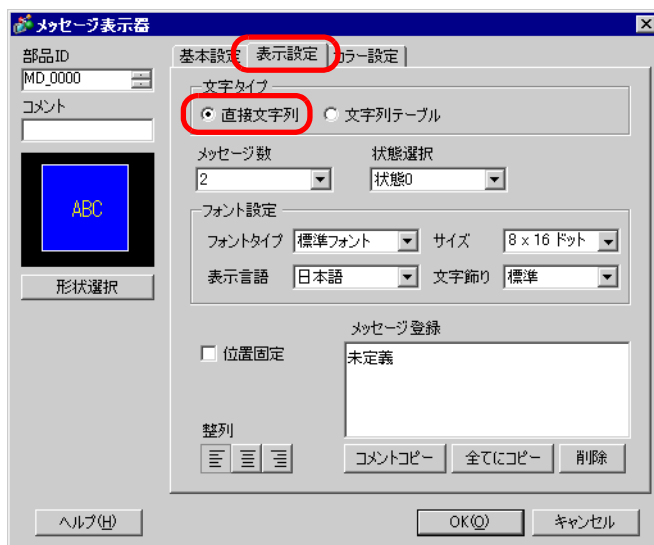 メッセージ表示器
部品ID
MD_0000
コメント
ABC
形状選択
基本設定 表示設定 カラー設定
文字タイプ
直接文字列 文字列テーブル
メッセージ数 状態選択
2 状態0
フォント設定
フォントタイプ 標準フォント サイズ 8 x 16 ドット
表示言語 日本語 文字飾り 標準
メッセージ登録
位置固定
未定義
整列
コメントコピー 全てにコピー 削除
ヘルプ(H) OK(O) キャンセル